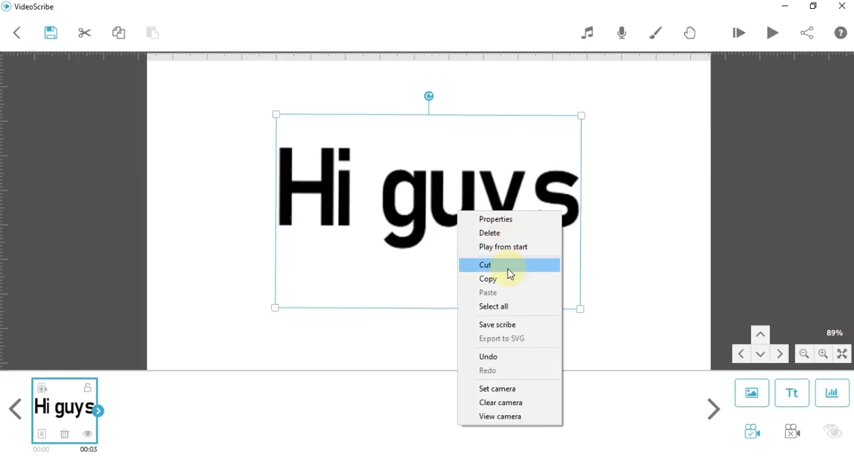 VideoScribe
Hi guys
Properties
Delete
Play from start
Cut
Copy
Paste
Select all
Save scribe
Export to SVG
Undo
Redo
Set camera
Clear camera
View camera
89%
Tt
Hi guys
00:00 00:03